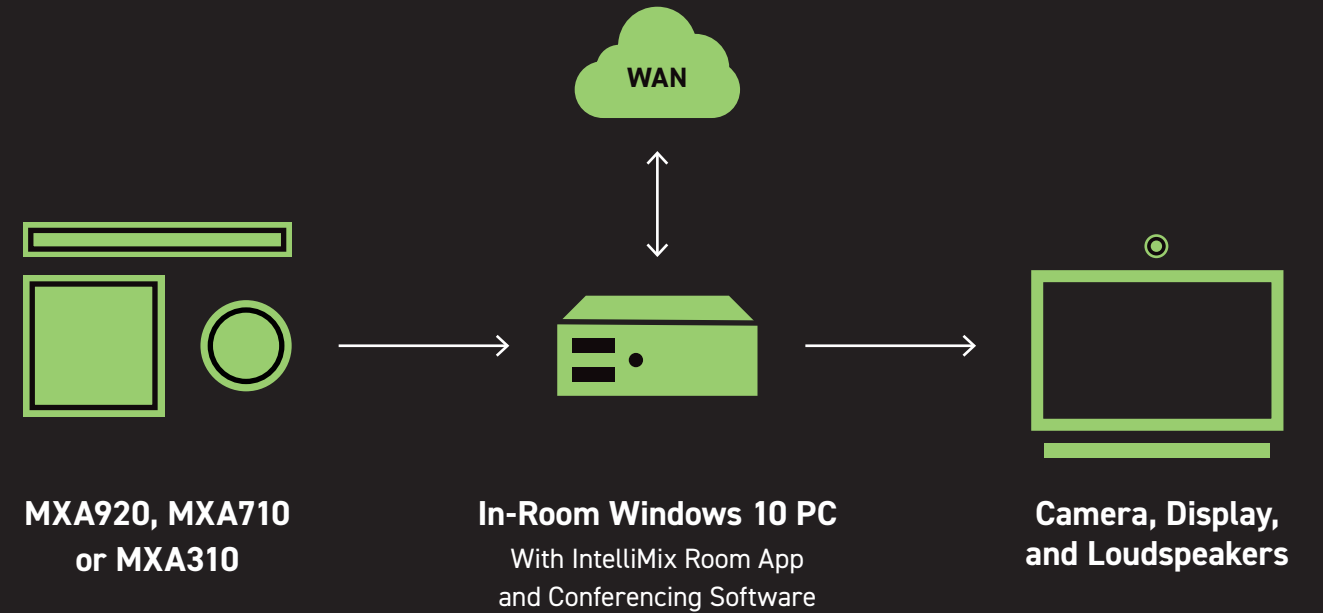 WAN
MXA920, MXA710
or MXA310
In-Room Windows 10 PC
With IntelliMix Room App
and Conferencing Software
Camera, Display,
and Loudspeakers